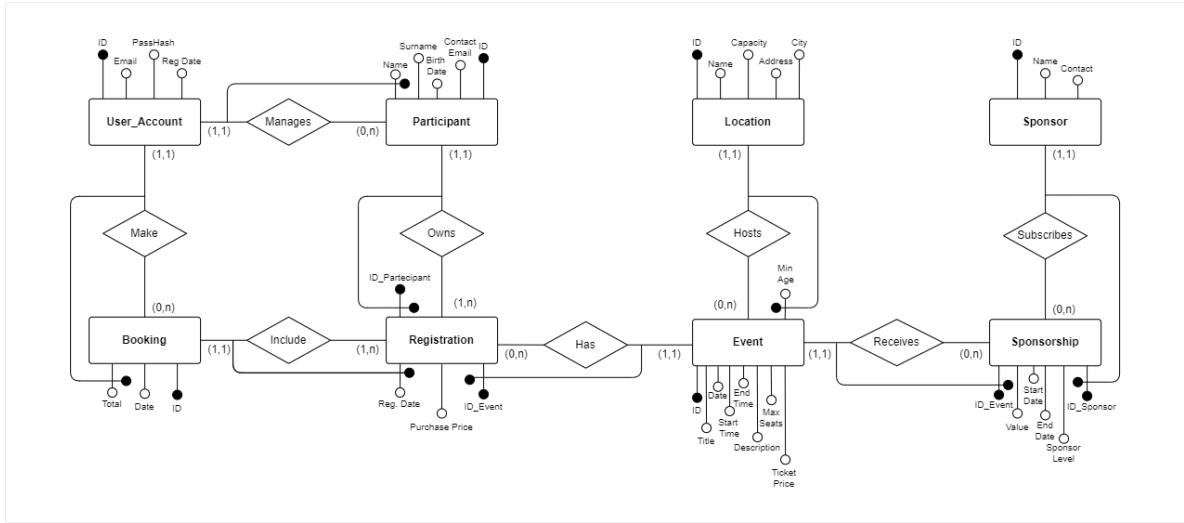 ID
Email
PassHash
Reg Date
User_Account
(1,1)
(1,1)
Manages
(0,n)
Name
Surname
Birth
Date
Contact
Email
ID
Participant
(1,1)
ID
Name
Capacity
Address
City
Location
(1,1)
ID
Name
Contact
Sponsor
(1,1)
Make
Owns
Hosts
Subscribes
(0,n)
ID_Partecipant
(1,n)
(0,n)
Min
Age
(0,n)
Booking
(1,1)
Include
(1,n)
Registration
(0,n)
Has
(1,1)
Event
(1,1)
Receives
(0,n)
Sponsorship
Total
Date
ID
Reg. Date
Purchase Price
ID_Event
ID
Title
Date
Start
Time
End
Time
Description
Max
Seats
Ticket
Price
ID_Event
Value
Start
Date
End
Date
Sponsor
Level
ID_Sponsor